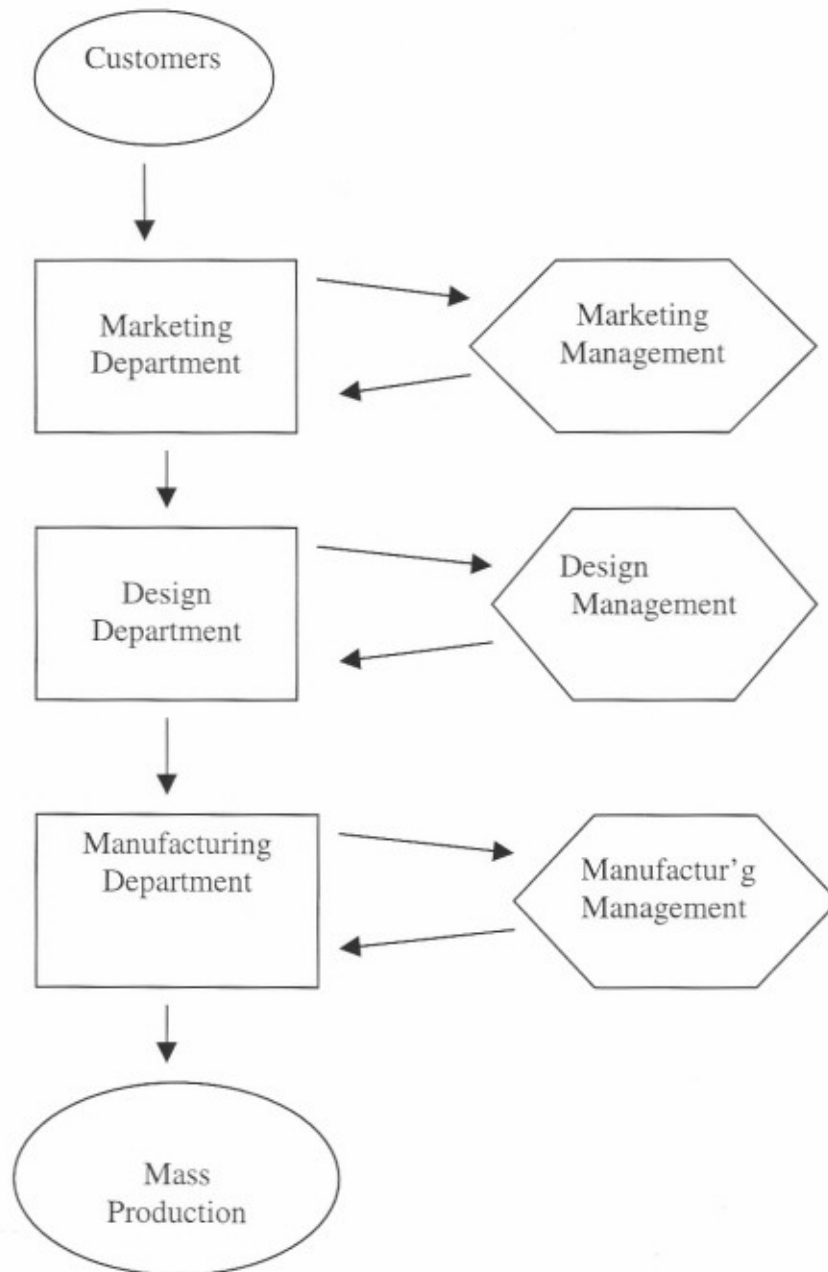 Customers
Marketing
Department
Marketing
Management
Design
Department
Design
Management
Manufacturing
Department
Manufactur'g
Management
Mass
Production